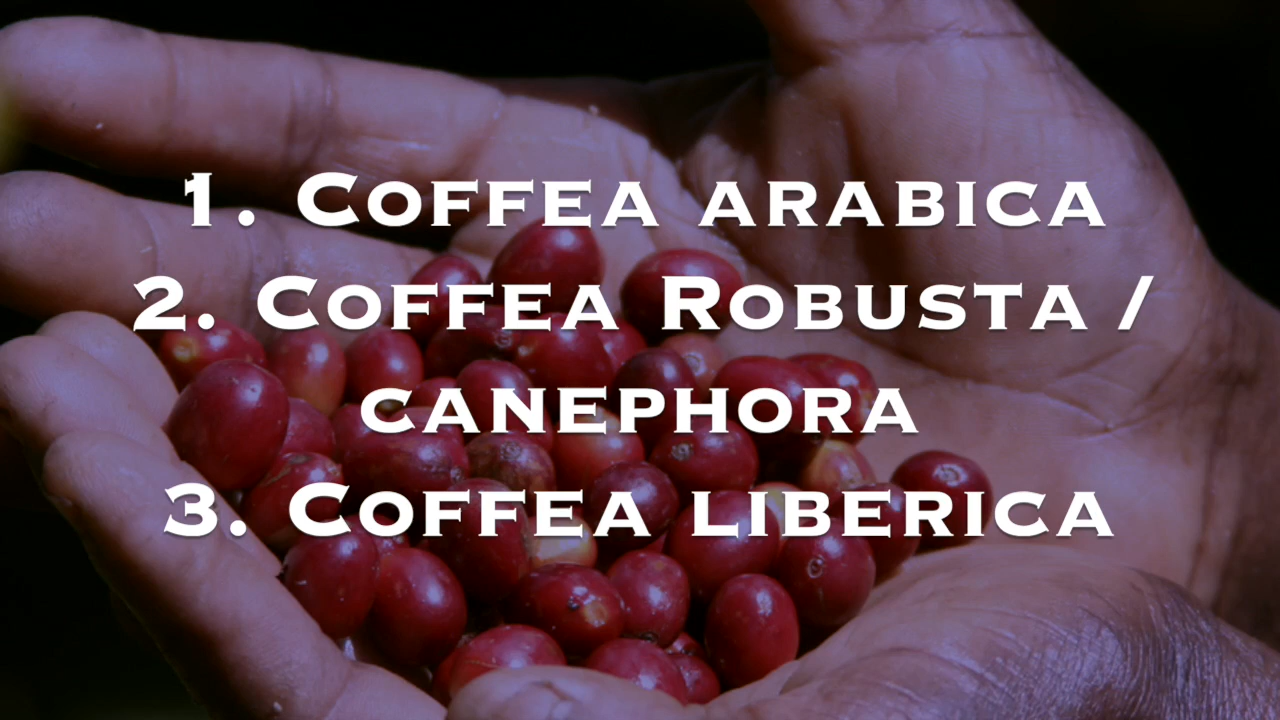 1. Coffea arabica
2. Coffea Robusta /
canephora
3. Coffea liberica